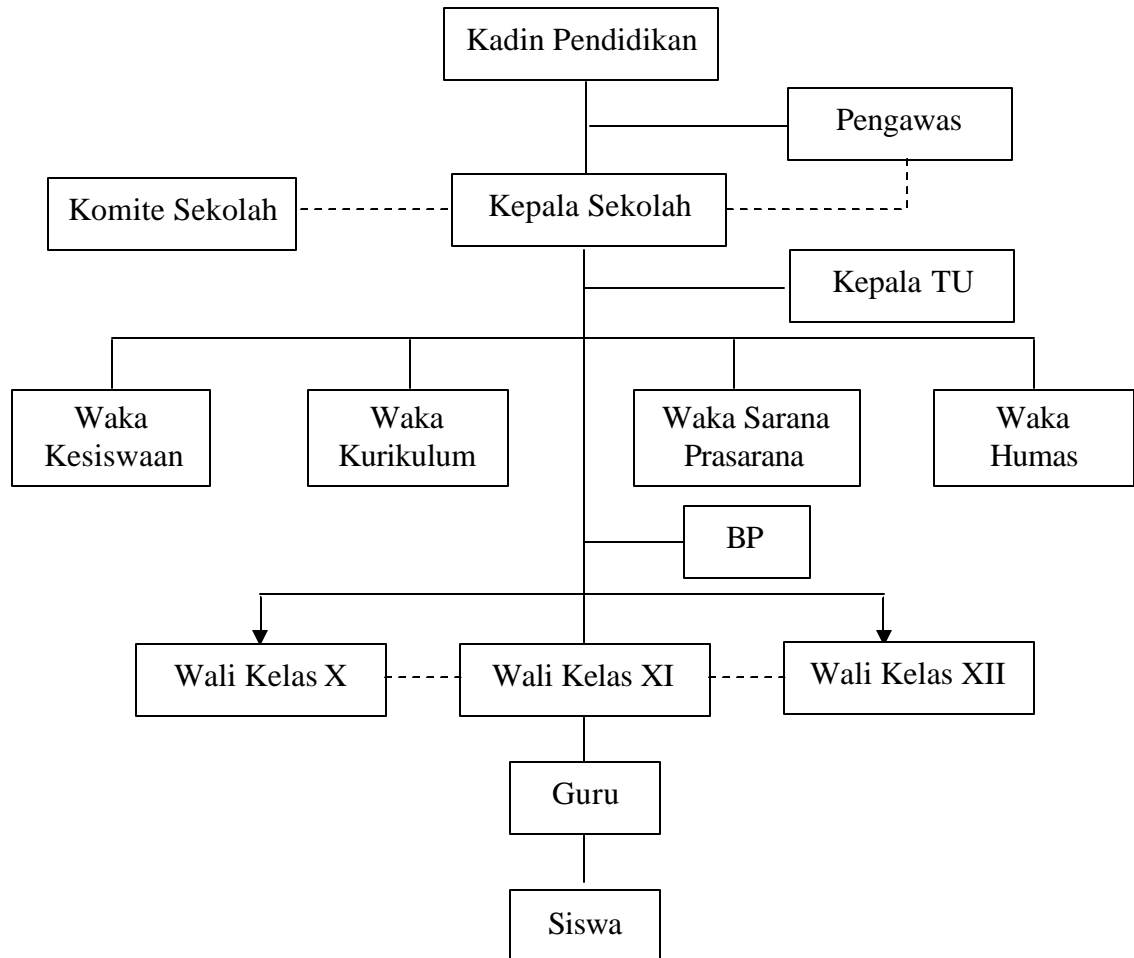 Kadin Pendidikan
Pengawas
Komite Sekolah
Kepala Sekolah
Kepala TU
Waka
Kesiswaan
Waka
Kurikulum
Waka Sarana
Prasarana
Waka
Humas
BP
Wali Kelas X
Wali Kelas XI
Wali Kelas XII
Guru
Siswa